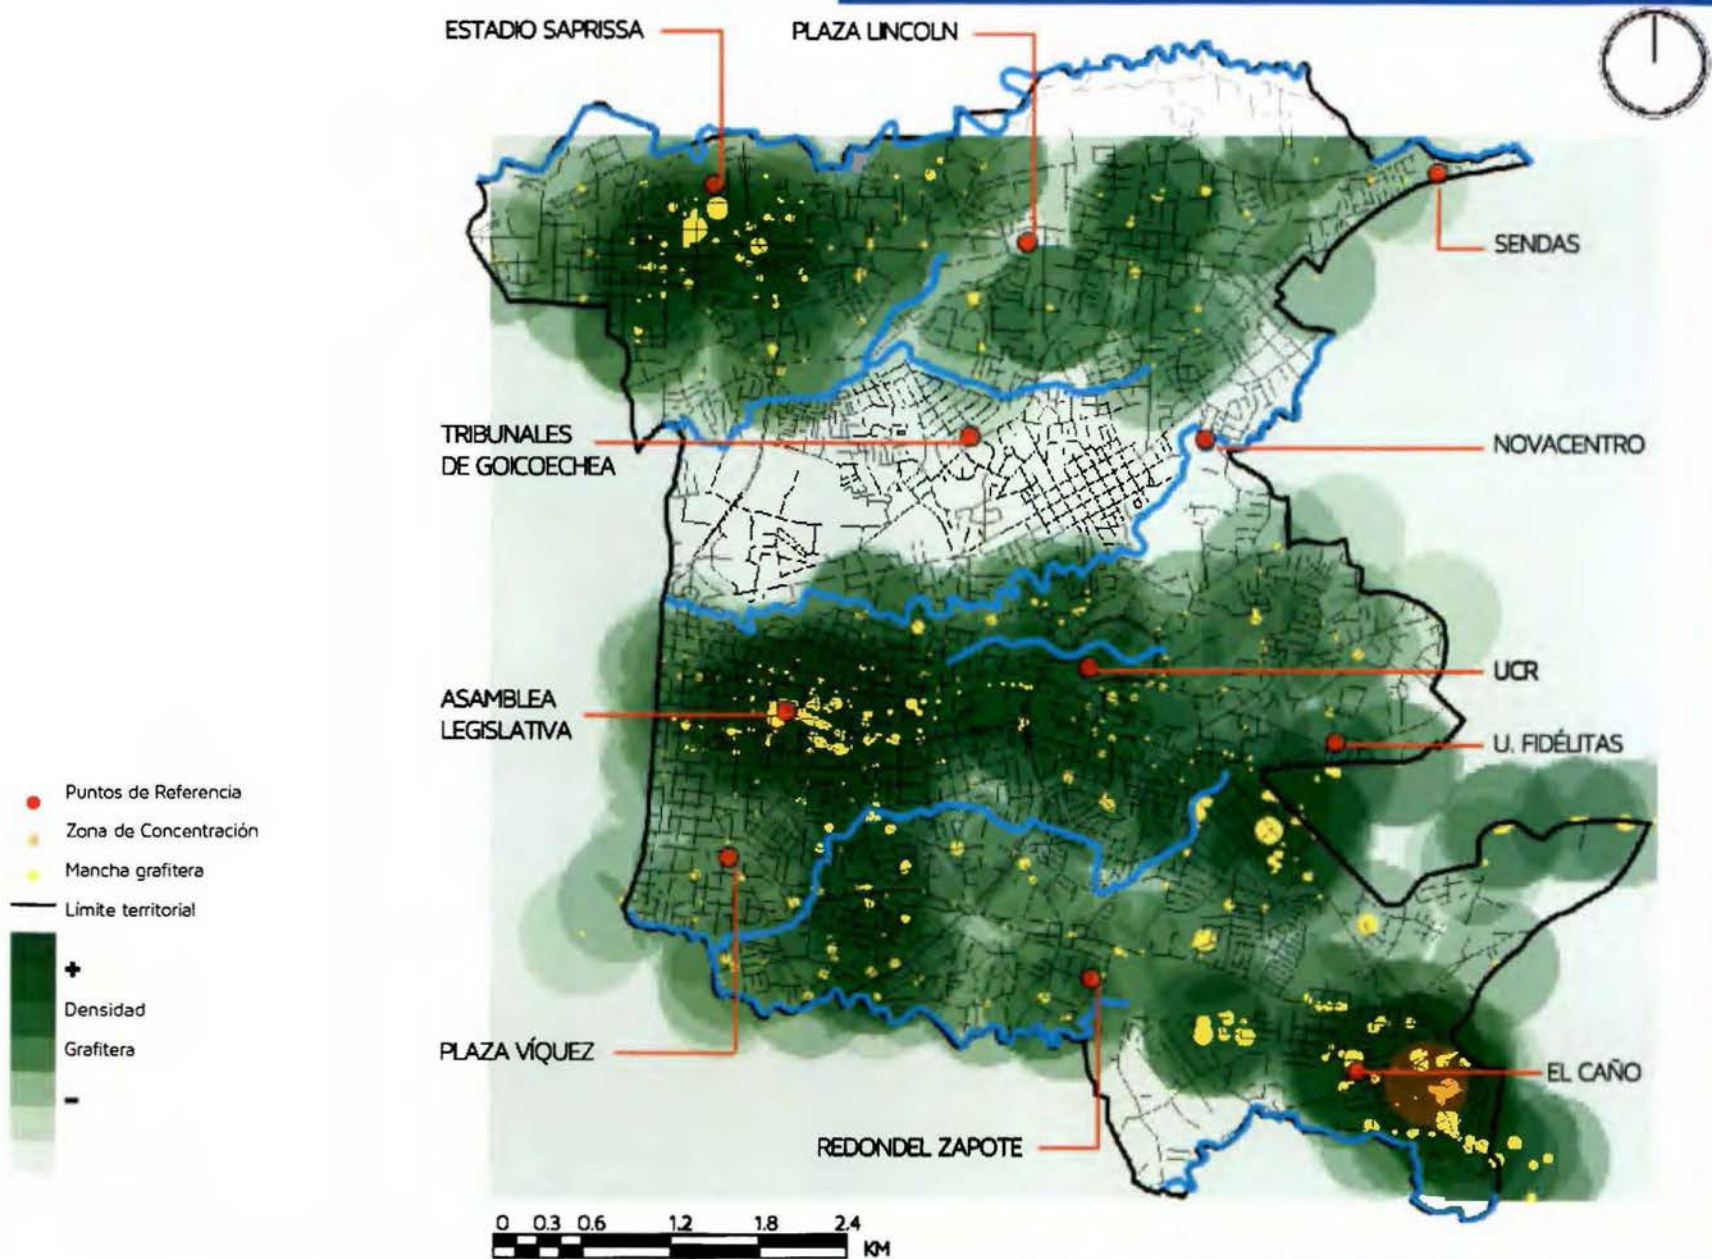 ESTADIO SAPRISSA
PLAZA LINCOLN
SENDAS
TRIBUNALES
DE GOICOECHEA
NOVACENTRO
UCR
ASAMBLEA
LEGISLATIVA
U. FIDÉLITAS
Puntos de Referencia
Zona de Concentración
Mancha grafitera
Límite territorial
+
Densidad
Grafitera
-
PLAZA VÍQUEZ
EL CAÑO
REDONDEL ZAPOTE
0 0.3 0.6 1.2 1.8 2.4
KM